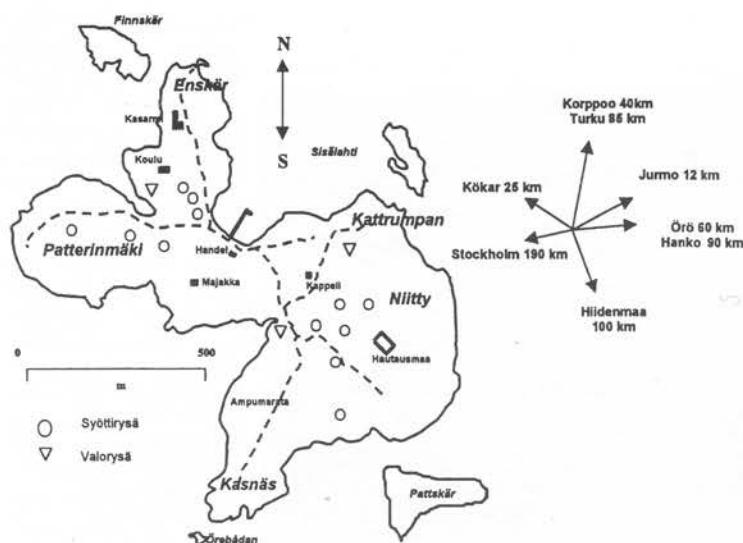 Finnskär
N
Enskär
Kasarmi
Korppoo 40km
Turku 85 km
S
Sisälahti
Koulu
Jurmo 12 km
Kökar 25 km
Kattrumpan
Örö 60 km
Hanko 90 km
Patterinmäki
Handel
Stockholm 190 km
Majakka
Kappeli
Niitty
Hiidenmaa
100 km
0
500
Hautausmaa
m
Ampumarata
Syöttirysä
Valorysä
Kasnäs
Pattskär
Örebådan